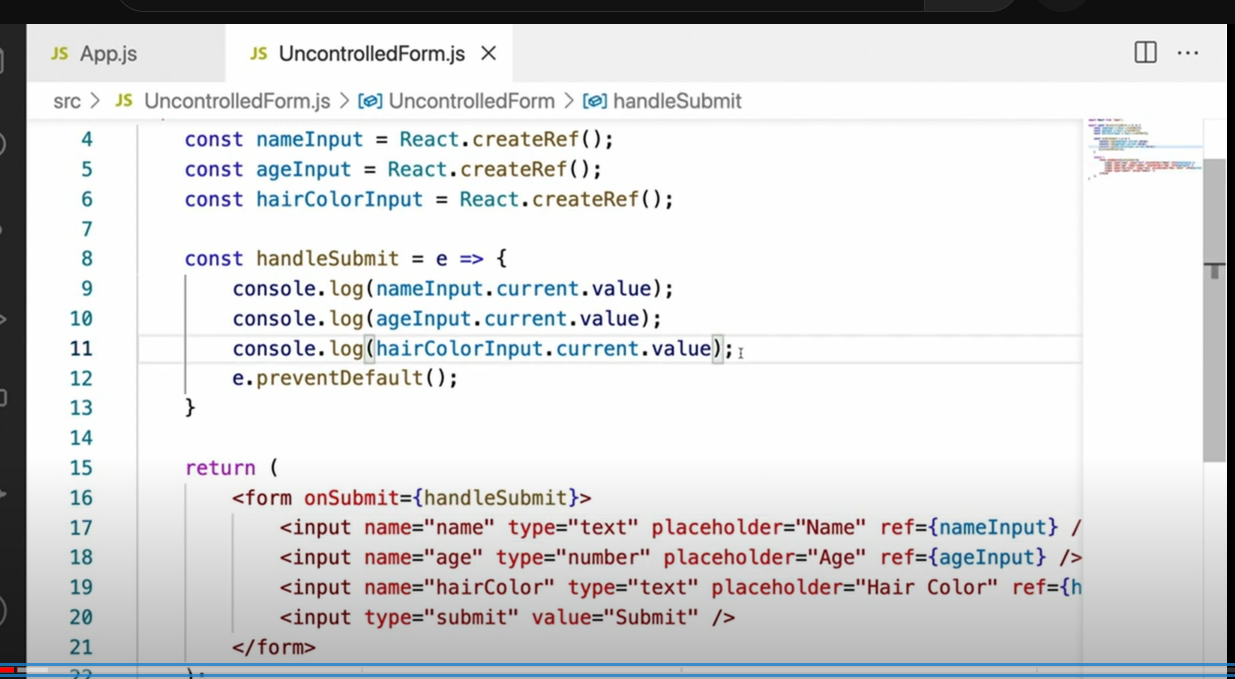 JS App.js
JS UncontrolledForm.js
src > JS UncontrolledForm.js > UncontrolledForm > handleSubmit
4 const nameInput = React.createRef();
5 const ageInput = React.createRef();
6 const hairColorInput = React.createRef();
7
8 const handleSubmit = e => {
9 console.log(nameInput.current.value);
10 console.log(ageInput.current.value);
11 console.log(hairColorInput.current.value);
12 e.preventDefault();
13 }
14
15 return (
16 <form onSubmit={handleSubmit}>
17 <input name="name" type="text" placeholder="Name" ref={nameInput} /
18 <input name="age" type="number" placeholder="Age" ref={ageInput} />
19 <input name="hairColor" type="text" placeholder="Hair Color" ref={h
20 <input type="submit" value="Submit" />
21 </form>
22 );